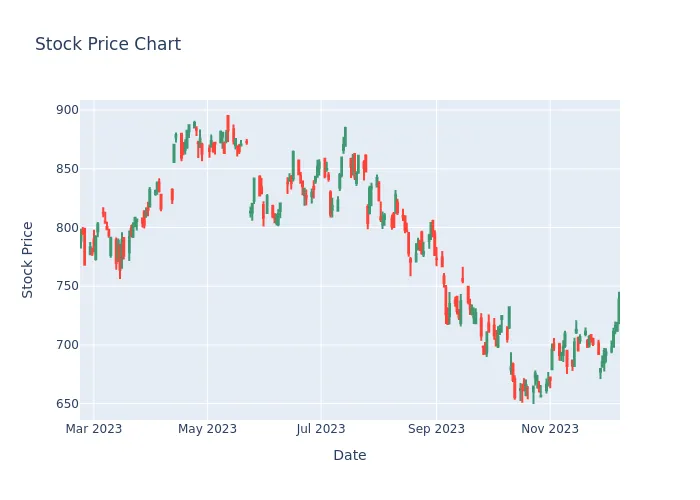 Stock Price Chart
900
850
800
750
700
650
Stock Price
Mar 2023
May 2023
Jul 2023
Sep 2023
Nov 2023
Date